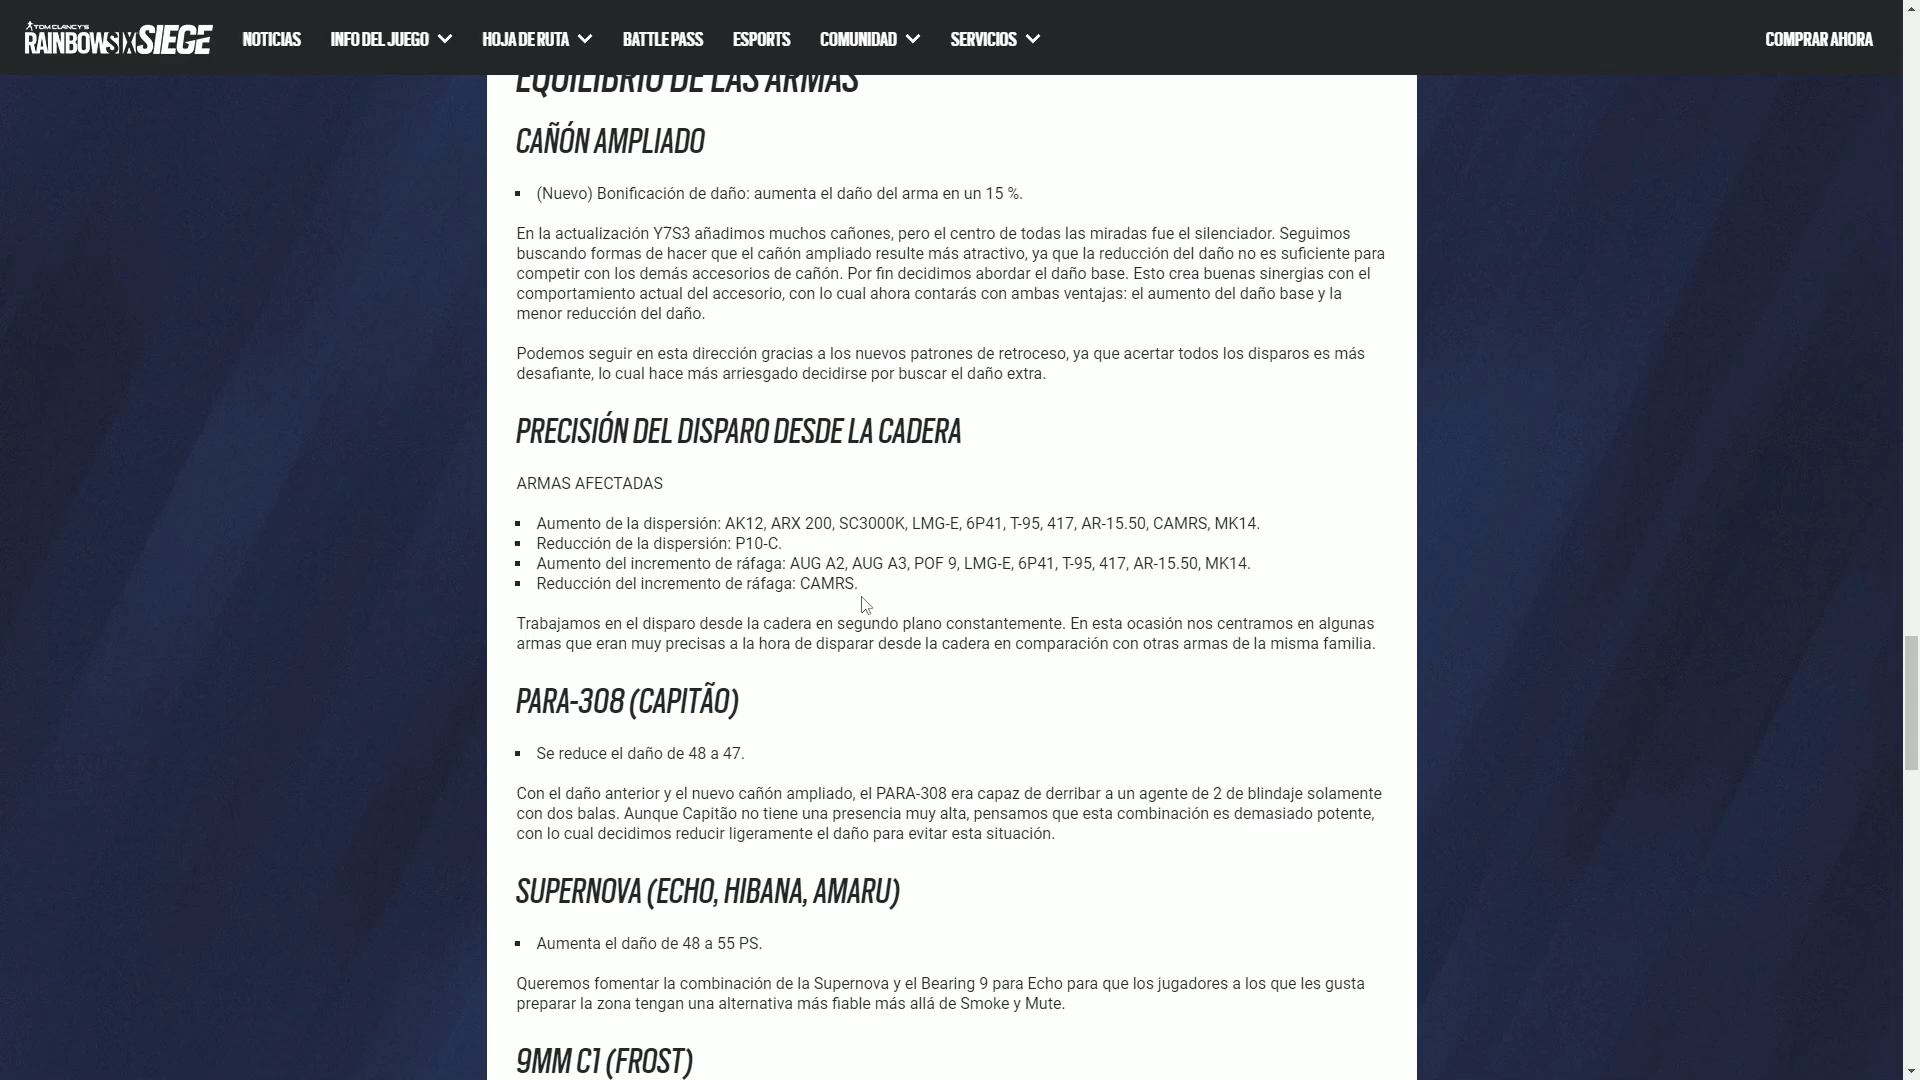 TOM CLANCY'S
RAINBOWSIX SIEGE
NOTICIAS
INFO DEL JUEGO
HOJA DE RUTA
BATTLE PASS
ESPORTS
COMUNIDAD
SERVICIOS
COMPRAR AHORA
EQUILIBRIO DE LAS ARMAS
CAÑÓN AMPLIADO
(Nuevo) Bonificación de daño: aumenta el daño del arma en un 15 %.
En la actualización Y7S3 añadimos muchos cañones, pero el centro de todas las miradas fue el silenciador. Seguimos
buscando formas de hacer que el cañón ampliado resulte más atractivo, ya que la reducción del daño no es suficiente para
competir con los demás accesorios de cañón. Por fin decidimos abordar el daño base. Esto crea buenas sinergias con el
comportamiento actual del accesorio, con lo cual ahora contarás con ambas ventajas: el aumento del daño base y la
menor reducción del daño.
Podemos seguir en esta dirección gracias a los nuevos patrones de retroceso, ya que acertar todos los disparos es más
desafiante, lo cual hace más arriesgado decidirse por buscar el daño extra.
PRECISIÓN DEL DISPARO DESDE LA CADERA
ARMAS AFECTADAS
Aumento de la dispersión: AK12, ARX 200, SC3000K, LMG-E, 6P41, T-95, 417, AR-15.50, CAMRS, MK14.
Reducción de la dispersión: P10-C.
Aumento del incremento de ráfaga: AUG A2, AUG A3, POF 9, LMG-E, 6P41, T-95, 417, AR-15.50, MK14.
Reducción del incremento de ráfaga: CAMRS.
Trabajamos en el disparo desde la cadera en segundo plano constantemente. En esta ocasión nos centramos en algunas
armas que eran muy precisas a la hora de disparar desde la cadera en comparación con otras armas de la misma familia.
PARA-308 (CAPITÃO)
Se reduce el daño de 48 a 47.
Con el daño anterior y el nuevo cañón ampliado, el PARA-308 era capaz de derribar a un agente de 2 de blindaje solamente
con dos balas. Aunque Capitão no tiene una presencia muy alta, pensamos que esta combinación es demasiado potente,
con lo cual decidimos reducir ligeramente el daño para evitar esta situación.
SUPERNOVA (ECHO, HIBANA, AMARU)
Aumenta el daño de 48 a 55 PS.
Queremos fomentar la combinación de la Supernova y el Bearing 9 para Echo para que los jugadores a los que les gusta
preparar la zona tengan una alternativa más fiable más allá de Smoke y Mute.
9MM C1 (FROST)